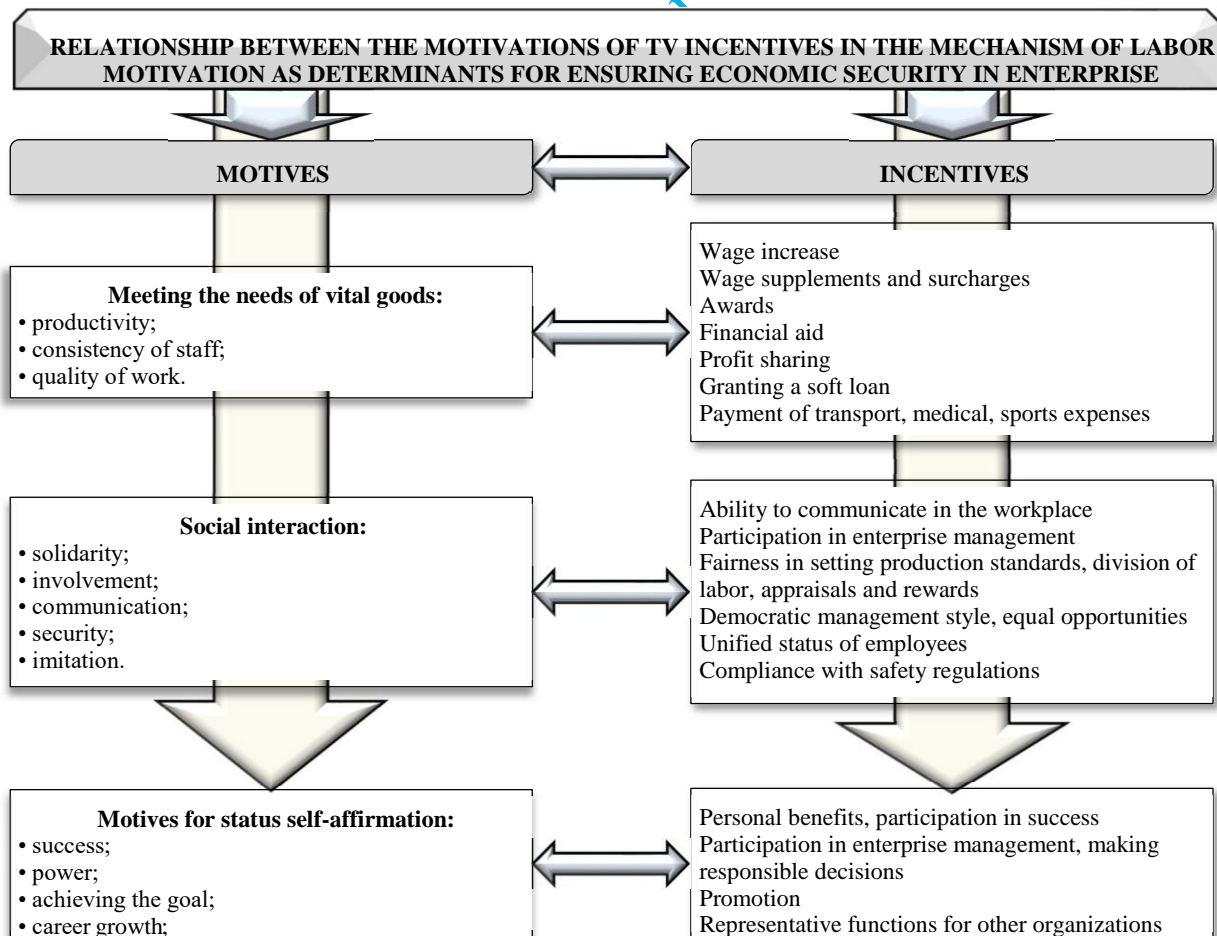 RELATIONSHIP BETWEEN THE MOTIVATIONS OF TV INCENTIVES IN THE MECHANISM OF LABOR
MOTIVATION AS DETERMINANTS FOR ENSURING ECONOMIC SECURITY IN ENTERPRISE
MOTIVES
INCENTIVES
Meeting the needs of vital goods:
• productivity;
• consistency of staff;
• quality of work.
Wage increase
Wage supplements and surcharges
Awards
Financial aid
Profit sharing
Granting a soft loan
Payment of transport, medical, sports expenses
Social interaction:
• solidarity;
• involvement;
• communication;
• security;
• imitation.
Ability to communicate in the workplace
Participation in enterprise management
Fairness in setting production standards, division of
labor, appraisals and rewards
Democratic management style, equal opportunities
Unified status of employees
Compliance with safety regulations
Motives for status self-affirmation:
• success;
• power;
• achieving the goal;
• career growth;
Personal benefits, participation in success
Participation in enterprise management, making
responsible decisions
Promotion
Representative functions for other organizations